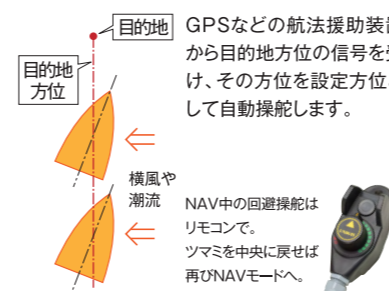 目的地
GPSなどの航法援助装
から目的地方位の信号を
け、その方位を設定方位
して自動操舵します。
目的地
方位
横風や
潮流
NAV中の回避操舵は
リモコンで。
ツマミを中央に戻せば
再びNAVモードへ。